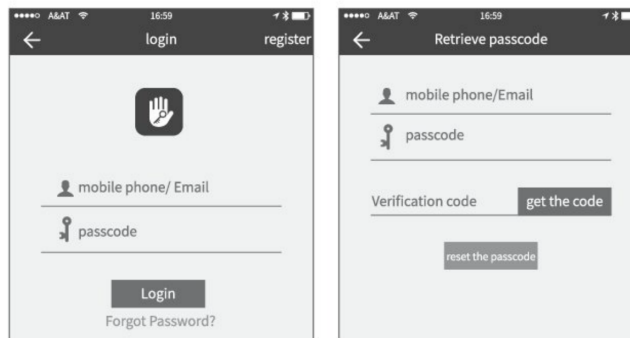 A&AT 16:59
login register
mobile phone/ Email
passcode
Login
Forgot Password?
A&AT 16:59
Retrieve passcode
mobile phone/Email
passcode
Verification code get the code
reset the passcode